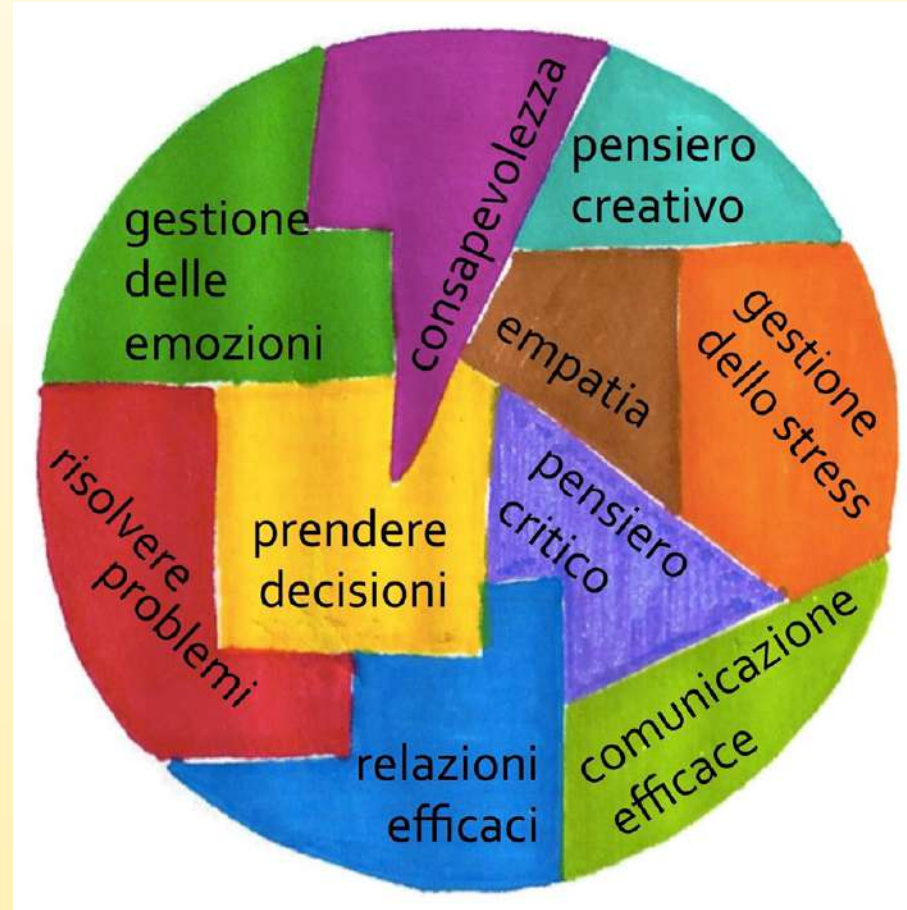 consapevolezza
pensiero
creativo
gestione
delle
emozioni
empatia
gestione
dello stress
risolvere
problemi
prendere
decisioni
pensiero
critico
comunicazione
efficace
relazioni
efficaci